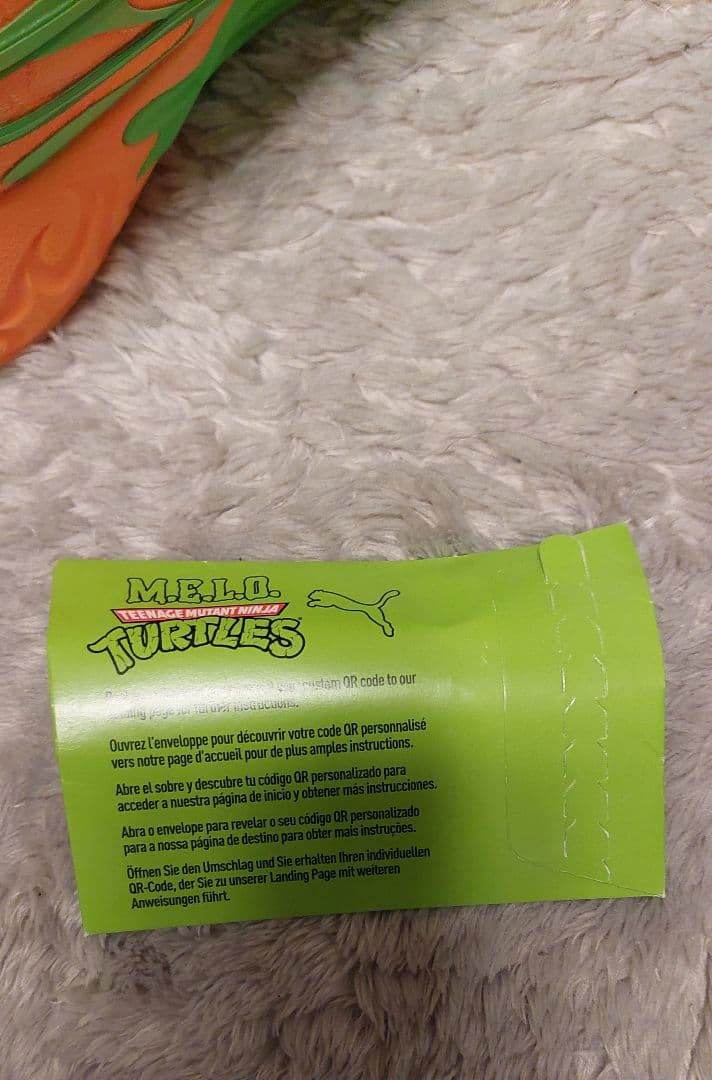 M.E.L.O.
TEENAGE MUTANT NINJA
TURTLES
custom QR code to our
page for further instructions.
Ouvrez l'enveloppe pour découvrir votre code QR personnalisé
vers notre page d'accueil pour de plus amples instructions.
Abre el sobre y descubre tu código QR personalizado para
acceder a nuestra página de inicio y obtener más instrucciones.
Abra o envelope para revelar o seu código QR personalizado
para a nossa página de destino para obter mais instruções.
Öffnen Sie den Umschlag und Sie erhalten Ihren individuellen
QR-Code, der Sie zu unserer Landing Page mit weiteren
Anweisungen führt.